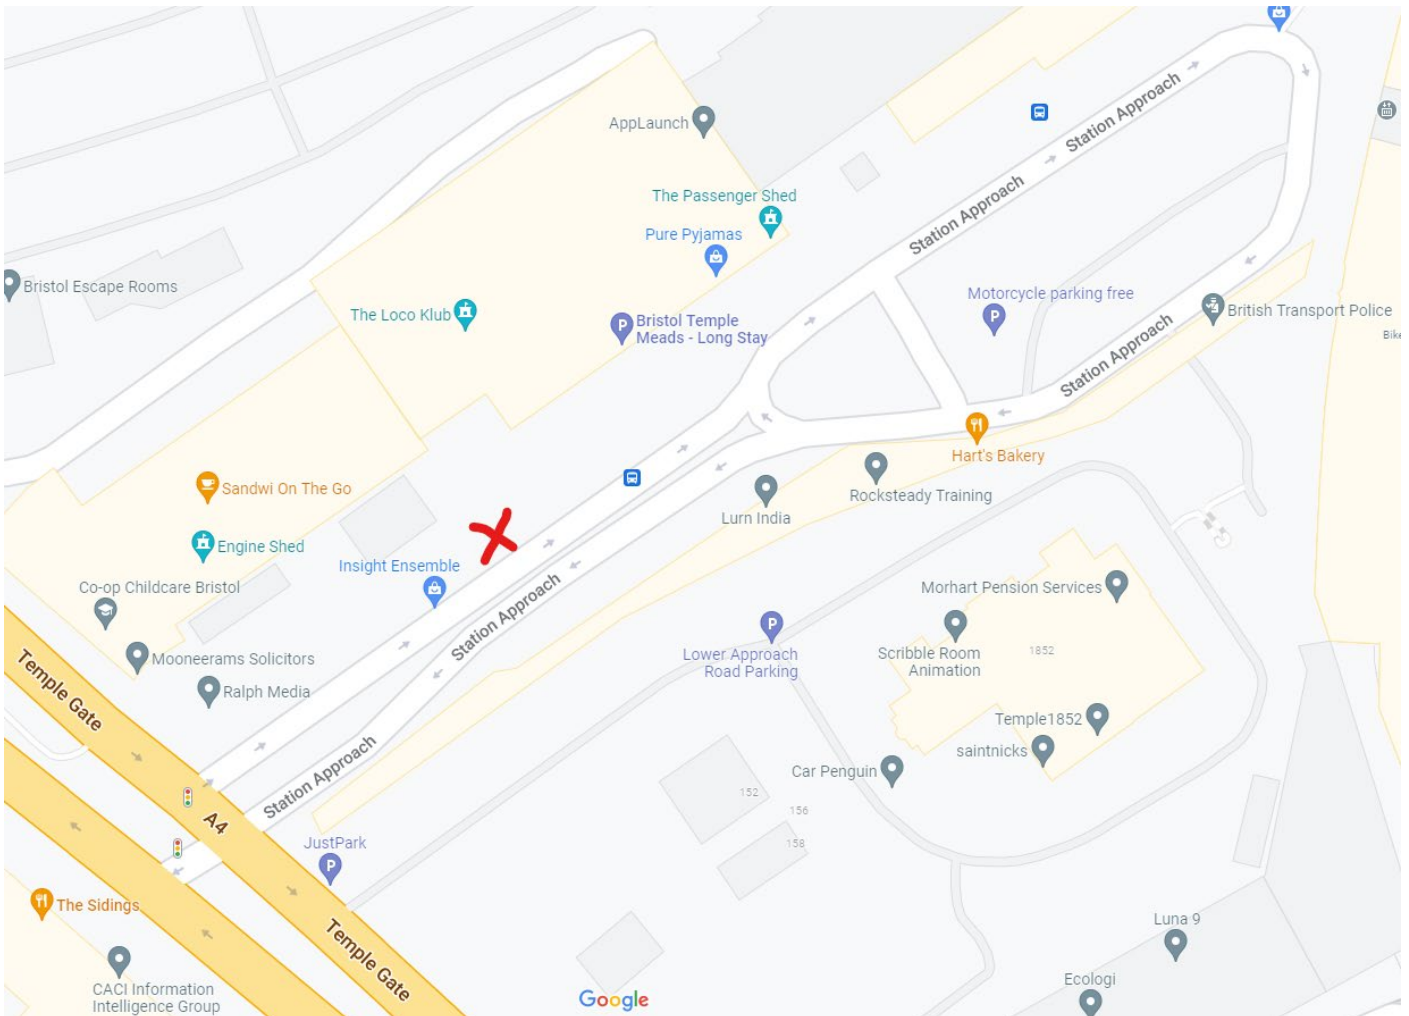 AppLaunch
Station Approach
The Passenger Shed
Pure Pyjamas
Station Approach
Bristol Escape Rooms
The Loco Klub
Bristol Temple
Meads - Long Stay
Motorcycle parking free
British Transport Police
Bike
Station Approach
Hart's Bakery
Rocksteady Training
Lurn India
Sandwi On The Go
Engine Shed
Insight Ensemble
Co-op Childcare Bristol
Station Approach
Morhart Pension Services
Mooneerams Solicitors
Ralph Media
Lower Approach
Road Parking
Scribble Room
Animation
1852
Temple Gate
Temple1852
saintnicks
Station Approach
Car Penguin
152
156
158
A4
JustPark
The Sidings
Temple Gate
Luna 9
CACI Information
Intelligence Group
Ecologi
Google